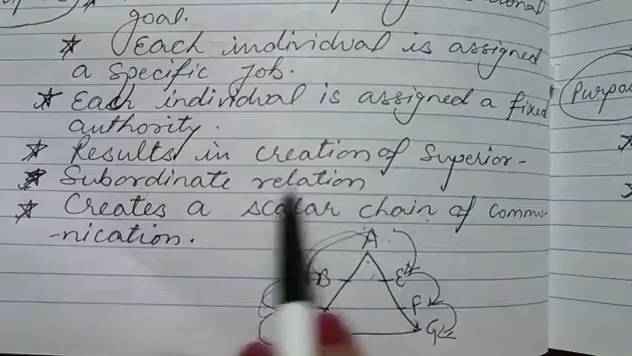 goal.
* Each individual is assigned
a specific job.
* Each individual is assigned a fixed
authority.
* Results in creation of Superior-
* Subordinate relation
* Creates a scalar chain of commu-
-nication.
A
B
E
F
G